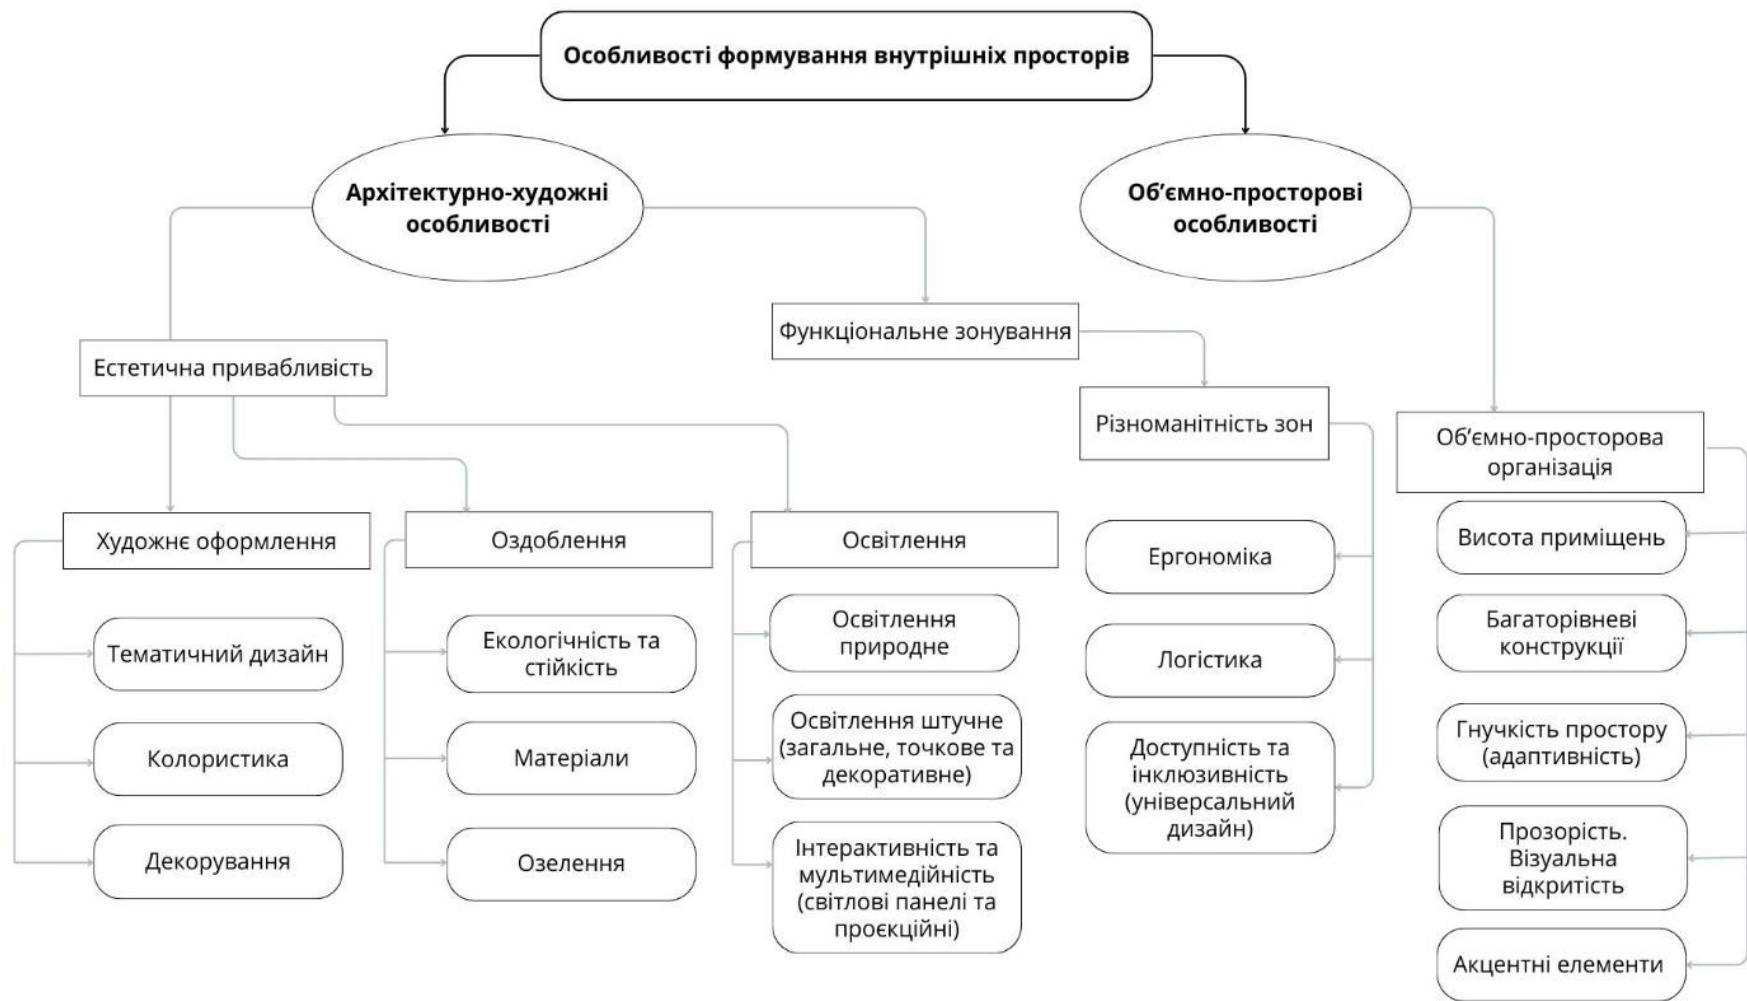 Особливості формування внутрішніх просторів
Архітектурно-художні
особливості
Об’ємно-просторові
особливості
Функціональне зонування
Естетична привабливість
Різноманітність зон
Об’ємно-просторова
організація
Художнє оформлення
Тематичний дизайн
Колористика
Декорування
Оздоблення
Екологічність та
стійкість
Матеріали
Озелення
Освітлення
Освітлення
природне
Освітлення штучне
(загальне, точкове та
декоративне)
Інтерактивність та
мультимедійність
(світлові панелі та
проєкційні)
Ергономіка
Логістика
Доступність та
інклюзивність
(універсальний
дизайн)
Висота приміщень
Багаторівневі
конструкції
Гнучкість простору
(адаптивність)
Прозорість.
Візуальна
відкритість
Акцентні елементи